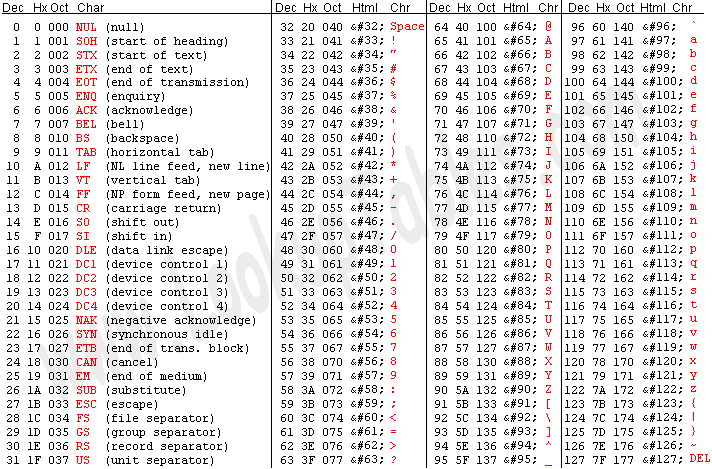 Dec Hx Oct Char Dec Hx Oct Html Chr Dec Hx Oct Html Chr Dec Hx Oct Html Chr
0 0 000 NUL (null) 32 20 040 &#32; Space 64 40 100 &#64; @ 96 60 140 &#96; `
1 1 001 SOH (start of heading) 33 21 041 &#33; ! 65 41 101 &#65; A 97 61 141 &#97; a
2 2 002 STX (start of text) 34 22 042 &#34; " 66 42 102 &#66; B 98 62 142 &#98; b
3 3 003 ETX (end of text) 35 23 043 &#35; # 67 43 103 &#67; C 99 63 143 &#99; c
4 4 004 EOT (end of transmission) 36 24 044 &#36; $ 68 44 104 &#68; D 100 64 144 &#100; d
5 5 005 ENQ (enquiry) 37 25 045 &#37; % 69 45 105 &#69; E 101 65 145 &#101; e
6 6 006 ACK (acknowledge) 38 26 046 &#38; & 70 46 106 &#70; F 102 66 146 &#102; f
7 7 007 BEL (bell) 39 27 047 &#39; ' 71 47 107 &#71; G 103 67 147 &#103; g
8 8 010 BS (backspace) 40 28 050 &#40; ( 72 48 110 &#72; H 104 68 150 &#104; h
9 9 011 TAB (horizontal tab) 41 29 051 &#41; ) 73 49 111 &#73; I 105 69 151 &#105; i
10 A 012 LF (NL line feed, new line) 42 2A 052 &#42; * 74 4A 112 &#74; J 106 6A 152 &#106; j
11 B 013 VT (vertical tab) 43 2B 053 &#43; + 75 4B 113 &#75; K 107 6B 153 &#107; k
12 C 014 FF (NP form feed, new page) 44 2C 054 &#44; , 76 4C 114 &#76; L 108 6C 154 &#108; l
13 D 015 CR (carriage return) 45 2D 055 &#45; - 77 4D 115 &#77; M 109 6D 155 &#109; m
14 E 016 SO (shift out) 46 2E 056 &#46; . 78 4E 116 &#78; N 110 6E 156 &#110; n
15 F 017 SI (shift in) 47 2F 057 &#47; / 79 4F 117 &#79; O 111 6F 157 &#111; o
16 10 020 DLE (data link escape) 48 30 060 &#48; 0 80 50 120 &#80; P 112 70 160 &#112; p
17 11 021 DC1 (device control 1) 49 31 061 &#49; 1 81 51 121 &#81; Q 113 71 161 &#113; q
18 12 022 DC2 (device control 2) 50 32 062 &#50; 2 82 52 122 &#82; R 114 72 162 &#114; r
19 13 023 DC3 (device control 3) 51 33 063 &#51; 3 83 53 123 &#83; S 115 73 163 &#115; s
20 14 024 DC4 (device control 4) 52 34 064 &#52; 4 84 54 124 &#84; T 116 74 164 &#116; t
21 15 025 NAK (negative acknowledge) 53 35 065 &#53; 5 85 55 125 &#85; U 117 75 165 &#117; u
22 16 026 SYN (synchronous idle) 54 36 066 &#54; 6 86 56 126 &#86; V 118 76 166 &#118; v
23 17 027 ETB (end of trans. block) 55 37 067 &#55; 7 87 57 127 &#87; W 119 77 167 &#119; w
24 18 030 CAN (cancel) 56 38 070 &#56; 8 88 58 130 &#88; X 120 78 170 &#120; x
25 19 031 EM (end of medium) 57 39 071 &#57; 9 89 59 131 &#89; Y 121 79 171 &#121; y
26 1A 032 SUB (substitute) 58 3A 072 &#58; : 90 5A 132 &#90; Z 122 7A 172 &#122; z
27 1B 033 ESC (escape) 59 3B 073 &#59; ; 91 5B 133 &#91; [ 123 7B 173 &#123; {
28 1C 034 FS (file separator) 60 3C 074 &#60; < 92 5C 134 &#92; \ 124 7C 174 &#124; |
29 1D 035 GS (group separator) 61 3D 075 &#61; = 93 5D 135 &#93; ] 125 7D 175 &#125; }
30 1E 036 RS (record separator) 62 3E 076 &#62; > 94 5E 136 &#94; ^ 126 7E 176 &#126; ~
31 1F 037 US (unit separator) 63 3F 077 &#63; ? 95 5F 137 &#95; _ 127 7F 177 &#127; DEL
www.LookupTables.com